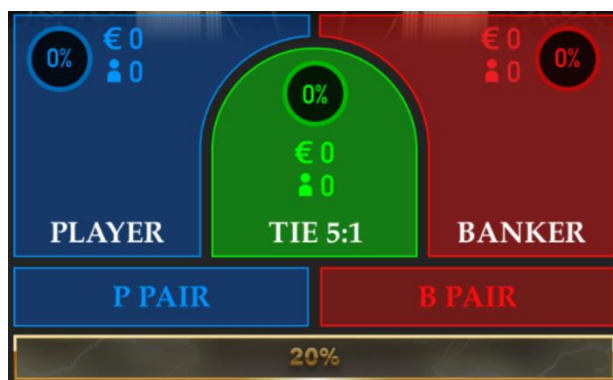 0% € 0
0
0%
€ 0
0
€ 0 0%
0
PLAYER TIE 5:1 BANKER
P PAIR B PAIR
20%